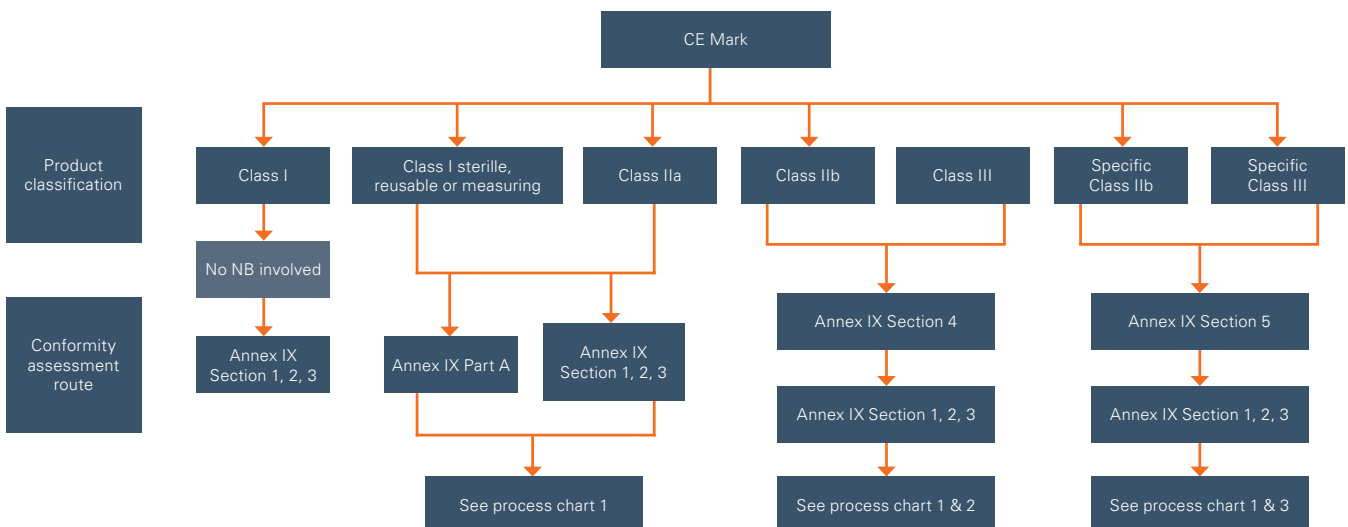 CE Mark
Product
classification
Class I
Class I sterille,
reusable or measuring
Class IIa
Class IIb
Class III
Specific
Class IIb
Specific
Class III
No NB involved
Conformity
assessment
route
Annex IX
Section 1, 2, 3
Annex IX Part A
Annex IX
Section 1, 2, 3
Annex IX Section 4
Annex IX Section 5
Annex IX Section 1, 2, 3
Annex IX Section 1, 2, 3
See process chart 1
See process chart 1 & 2
See process chart 1 & 3